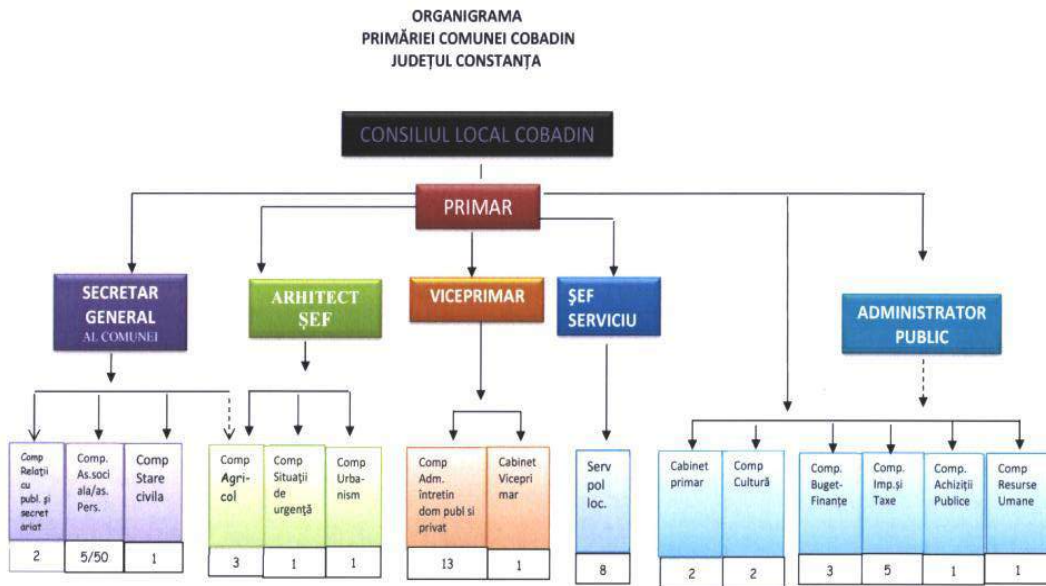 ORGANIGRAMA
PRIMĂRIEI COMUNEI COBADIN
JUDEȚUL CONSTANȚA
CONSILIUL LOCAL COBADIN
PRIMAR
SECRETAR
GENERAL
AL COMUNEI
ARHITECT
ȘEF
VICEPRIMAR
ŞEF
SERVICIU
ADMINISTRATOR
PUBLIC
Comp
Relații
cu
publ. și
secret
ariat
2
Comp.
As.soci
ala/as.
Pers.
5/50
Comp
Stare
civila
1
Comp
Agri-
col
3
Comp
Situații
de
urgență
1
Comp
Urba-
nism
1
Comp
Adm.
întretin
dom publ si
privat
13
Cabinet
Vicepri
mar
1
Serv
pol
loc.
8
Cabinet
primar
2
Comp
Cultură
2
Comp.
Buget-
Finanțe
3
Comp.
Imp.și
Taxe
5
Comp.
Achiziții
Publice
1
Comp
Resurse
Umane
1